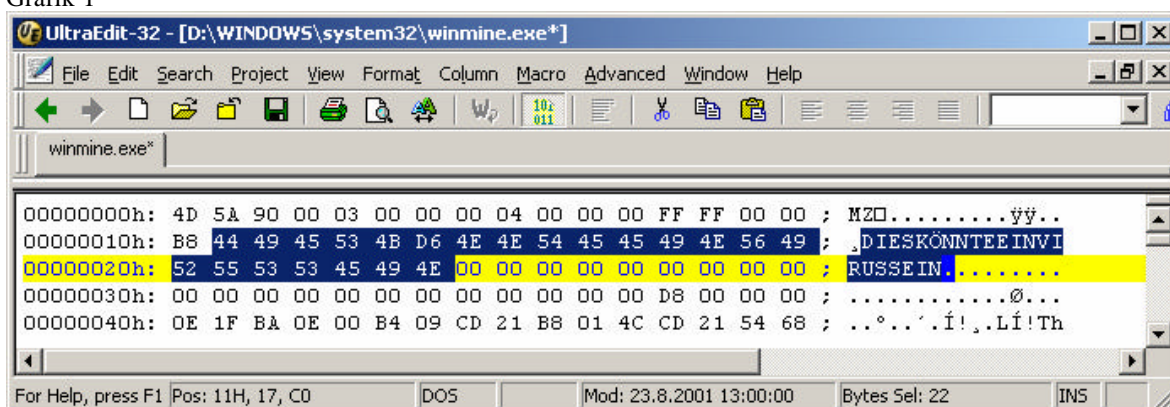 Grafik 1
UltraEdit-32 - [D:\WINDOWS\system32\winmine.exe*]
File Edit Search Project View Format Column Macro Advanced Window Help
winmine.exe*
00000000h: 4D 5A 90 00 03 00 00 00 04 00 00 00 FF FF 00 00 ; MZ□.........ÿÿ..
00000010h: B8 44 49 45 53 4B D6 4E 4E 54 45 45 49 4E 56 49 ; ¸DIESKÖNNTEEINVI
00000020h: 52 55 53 53 45 49 4E 00 00 00 00 00 00 00 00 00 ; RUSSEIN.........
00000030h: 00 00 00 00 00 00 00 00 00 00 00 00 D8 00 00 00 ; ............Ø...
00000040h: 0E 1F BA 0E 00 B4 09 CD 21 B8 01 4C CD 21 54 68 ; ..º..´.Í!¸.LÍ!Th
For Help, press F1 Pos: 11H, 17, C0 DOS Mod: 23.8.2001 13:00:00 Bytes Sel: 22 INS